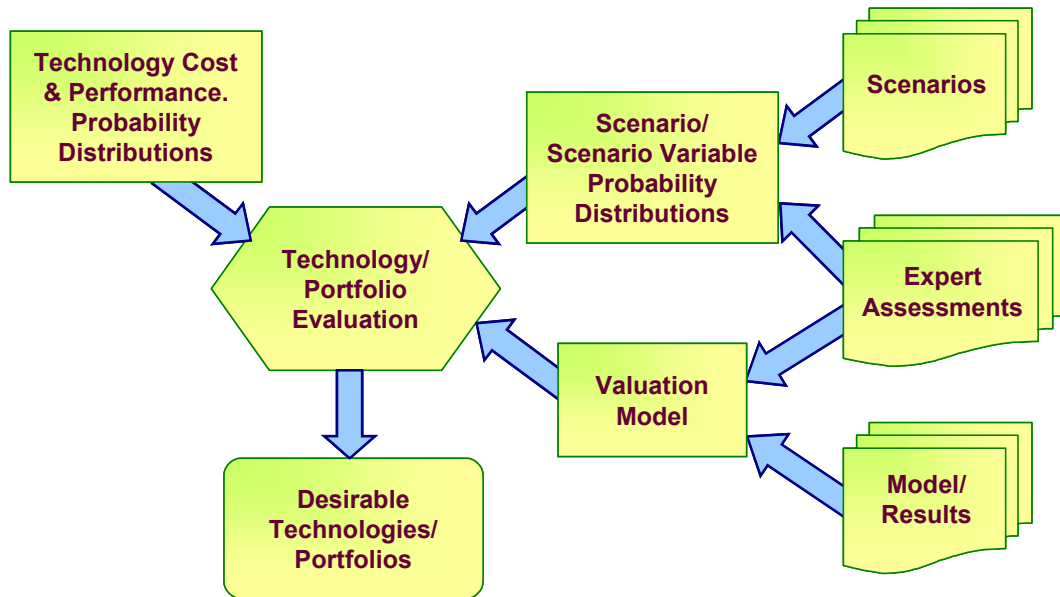 Technology Cost
& Performance.
Probability
Distributions
Scenario/
Scenario Variable
Probability
Distributions
Scenarios
Technology/
Portfolio
Evaluation
Expert
Assessments
Valuation
Model
Desirable
Technologies/
Portfolios
Model/
Results